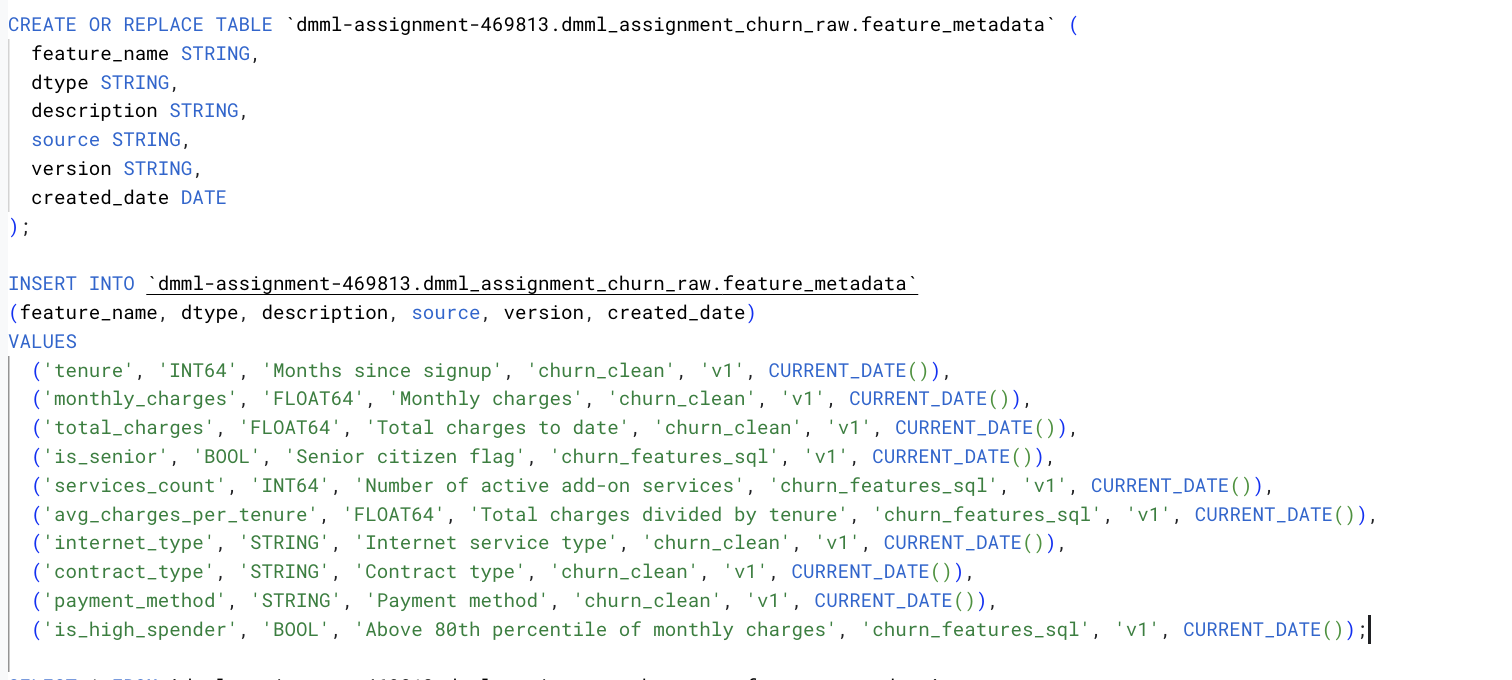 CREATE OR REPLACE TABLE `dmml-assignment-469813.dmml_assignment_churn_raw.feature_metadata` (
  feature_name STRING,
  dtype STRING,
  description STRING,
  source STRING,
  version STRING,
  created_date DATE
);

INSERT INTO `dmml-assignment-469813.dmml_assignment_churn_raw.feature_metadata`
(feature_name, dtype, description, source, version, created_date)
VALUES
  ('tenure', 'INT64', 'Months since signup', 'churn_clean', 'v1', CURRENT_DATE()),
  ('monthly_charges', 'FLOAT64', 'Monthly charges', 'churn_clean', 'v1', CURRENT_DATE()),
  ('total_charges', 'FLOAT64', 'Total charges to date', 'churn_clean', 'v1', CURRENT_DATE()),
  ('is_senior', 'BOOL', 'Senior citizen flag', 'churn_features_sql', 'v1', CURRENT_DATE()),
  ('services_count', 'INT64', 'Number of active add-on services', 'churn_features_sql', 'v1', CURRENT_DATE()),
  ('avg_charges_per_tenure', 'FLOAT64', 'Total charges divided by tenure', 'churn_features_sql', 'v1', CURRENT_DATE()),
  ('internet_type', 'STRING', 'Internet service type', 'churn_clean', 'v1', CURRENT_DATE()),
  ('contract_type', 'STRING', 'Contract type', 'churn_clean', 'v1', CURRENT_DATE()),
  ('payment_method', 'STRING', 'Payment method', 'churn_clean', 'v1', CURRENT_DATE()),
  ('is_high_spender', 'BOOL', 'Above 80th percentile of monthly charges', 'churn_features_sql', 'v1', CURRENT_DATE());